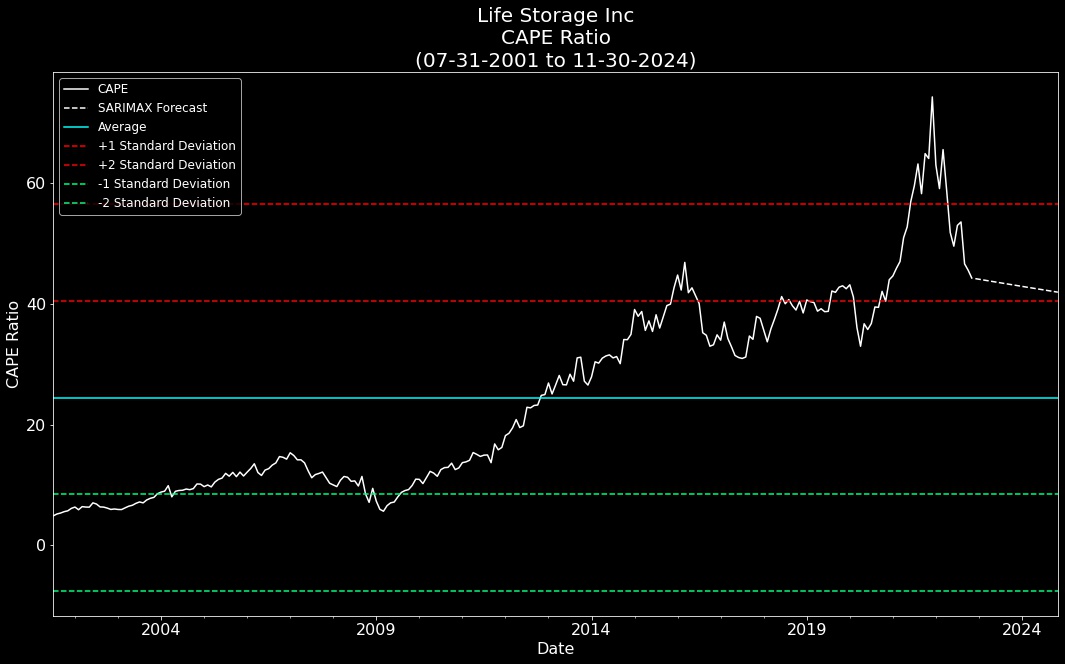 Life Storage Inc
CAPE Ratio
(07-31-2001 to 11-30-2024)
CAPE
SARIMAX Forecast
Average
+1 Standard Deviation
+2 Standard Deviation
-1 Standard Deviation
-2 Standard Deviation
60
40
20
0
CAPE Ratio
2004
2009
2014
2019
2024
Date